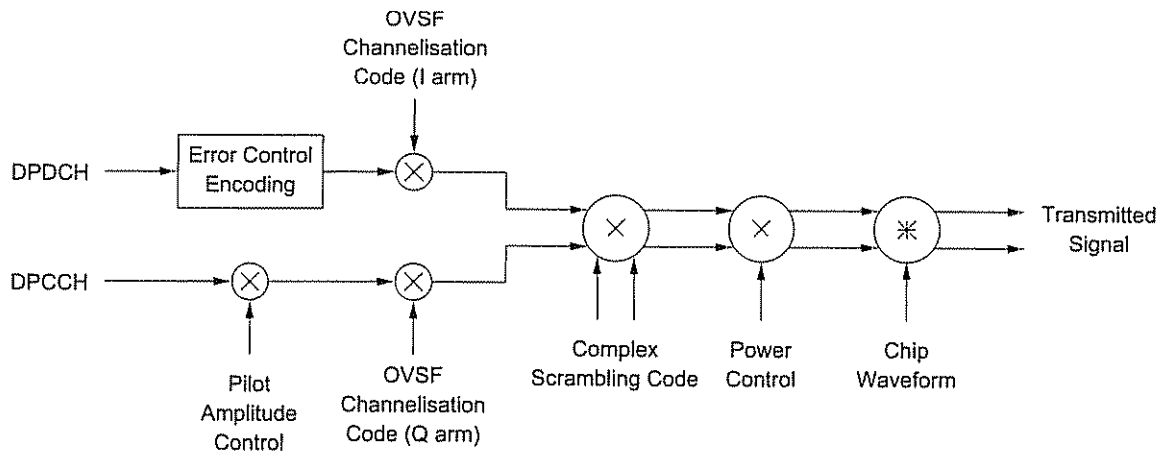 OVSF
Channelisation
Code (I arm)
DPDCH
Error Control
Encoding
Transmitted
Signal
DPCCH
Pilot
Amplitude
Control
OVSF
Channelisation
Code (Q arm)
Complex
Scrambling Code
Power
Control
Chip
Waveform